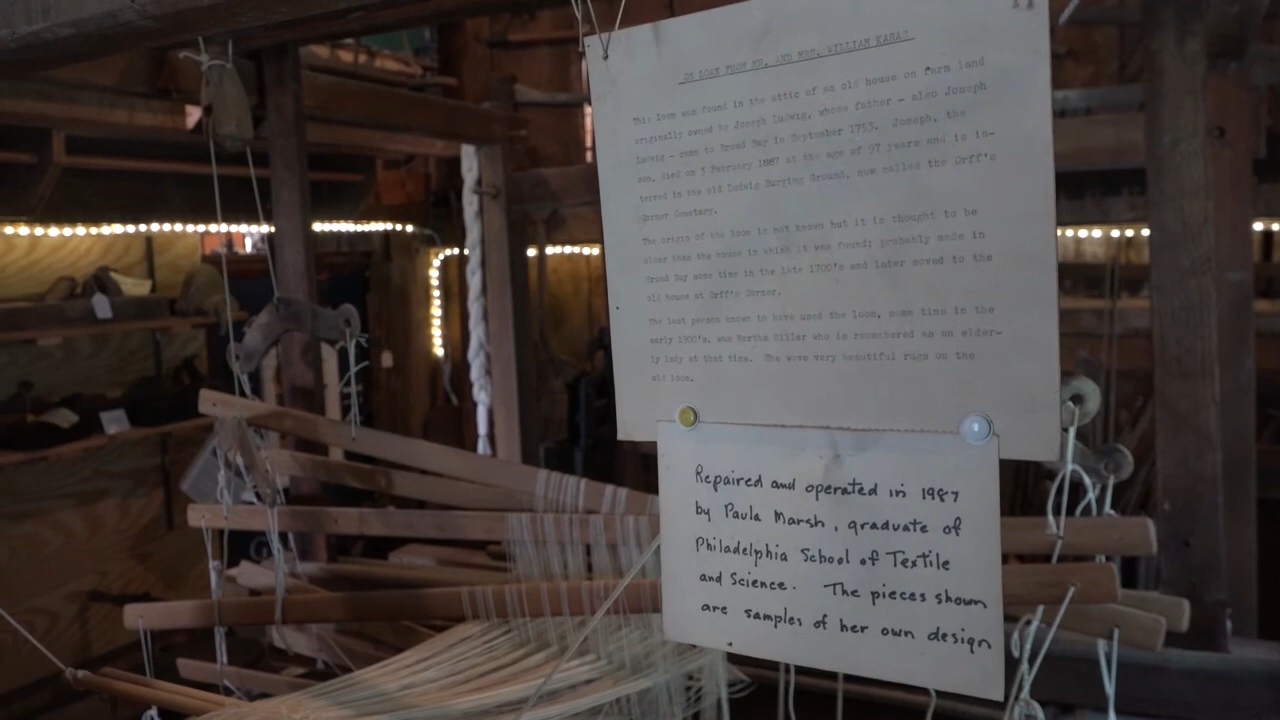 ON LOAN FROM MR. AND MRS. WILLIAM
This loom was found in the attic of an old house on farm land
originally owned by Joseph Ludwig, whose father - also Joseph
Ludwig - came to Broad Bay in September 1753. Joseph, the
son, died on 3 February 1887 at the age of 97 years and is in-
terred in the old Ludwig Burying Ground, now called the Orff's
Corner Cemetary.
The origin of the loom is not known but it is thought to be
older than the house in which it was found; probably made in
Broad Bay some time in the late 1700's and later moved to the
old house at Orff's Corner.
The last person known to have used the loom, some time in the
early 1900's, was Martha Miller who is remembered as an elder-
ly lady at that time. She wove very beautiful rugs on the
old loom.
Repaired and operated in 1987
by Paula Marsh, graduate of
Philadelphia School of Textile
and Science. The pieces shown
are samples of her own design